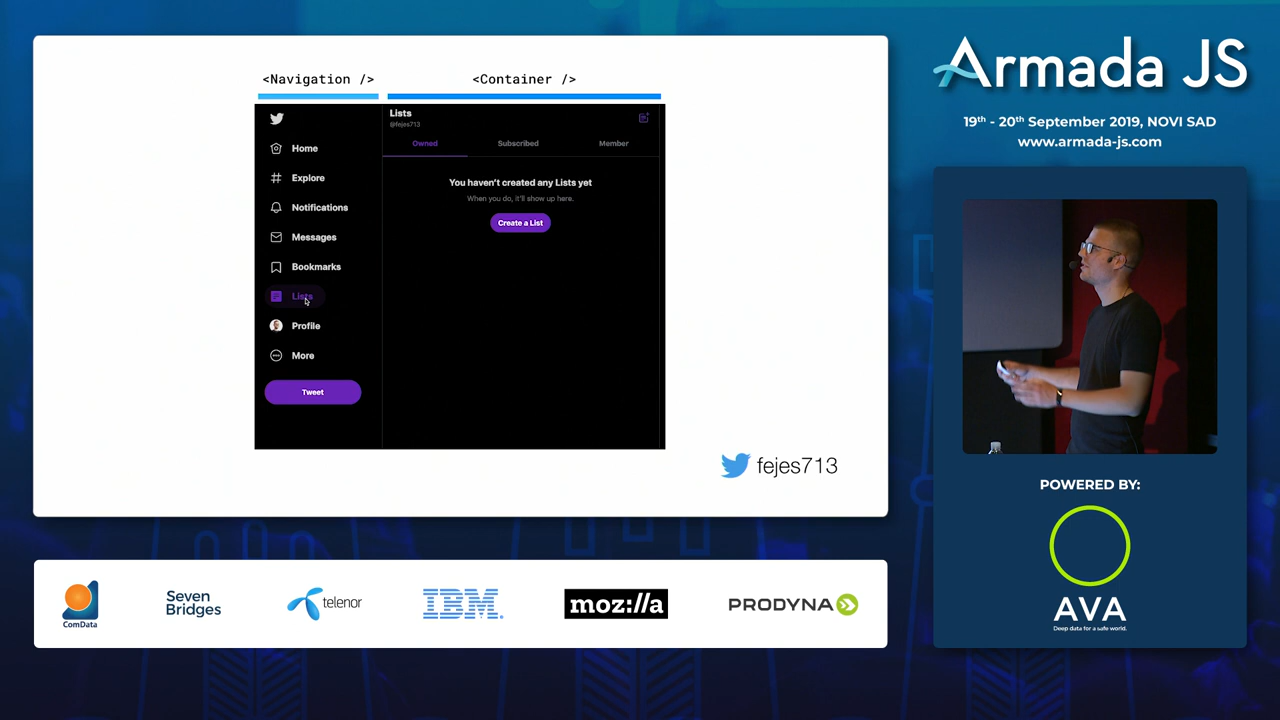 <Navigation />
<Container />
Home
Explore
Notifications
Messages
Bookmarks
Lists
Profile
More
Tweet
Lists
@fejes713
Owned
Subscribed
Member
You haven't created any Lists yet
When you do, it'll show up here.
Create a List
fejes713
Armada JS
19th - 20th September 2019, NOVI SAD
www.armada-js.com
POWERED BY:
AVA
Deep data for a safe world.
ComData
Seven
Bridges
telenor
IBM.
moz://a
PRODYNA